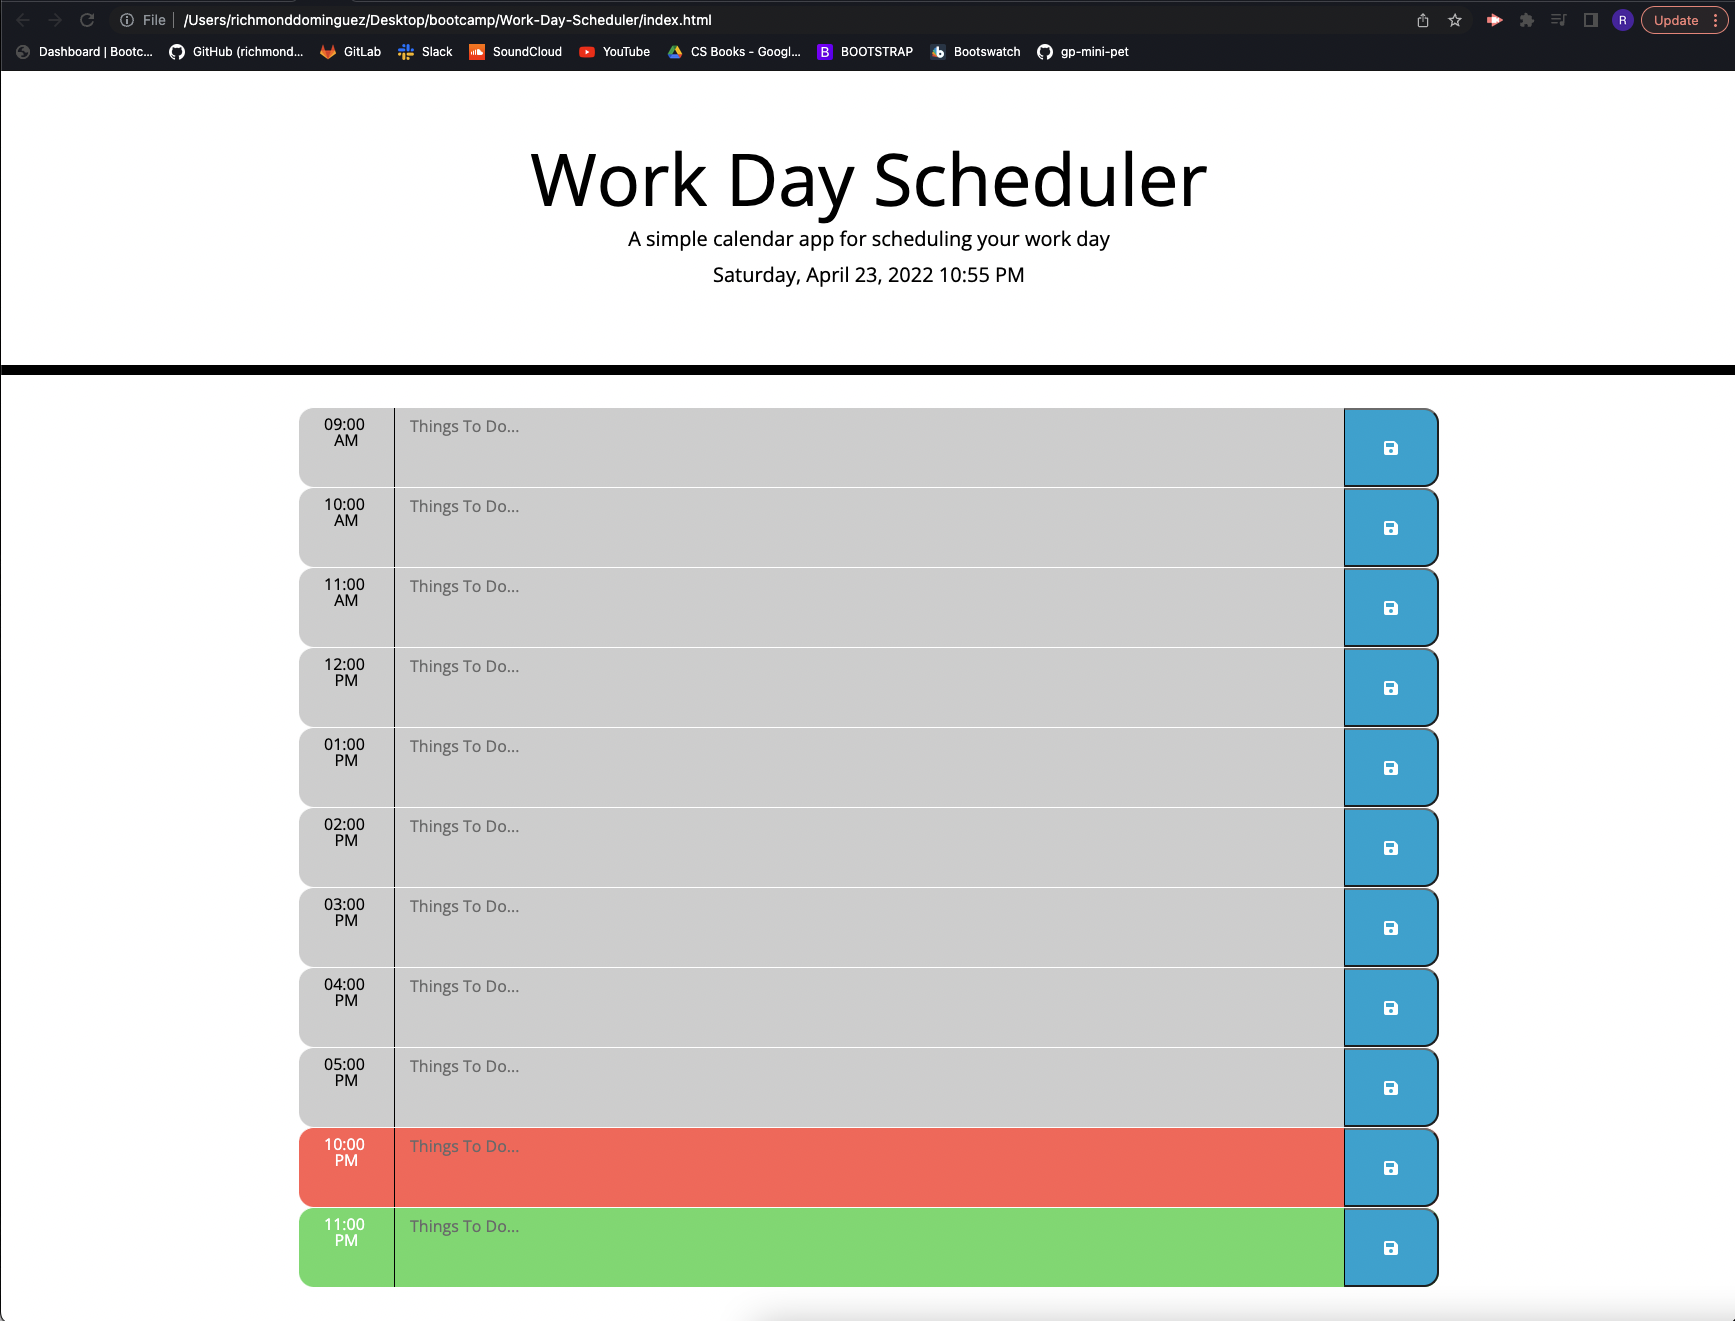 File /Users/richmonddominguez/Desktop/bootcamp/Work-Day-Scheduler/index.html R Update
Dashboard | Bootc... GitHub (richmond... GitLab Slack SoundCloud YouTube CS Books - Googl... B BOOTSTRAP b Bootswatch gp-mini-pet
Work Day Scheduler
A simple calendar app for scheduling your work day
Saturday, April 23, 2022 10:55 PM
09:00 AM Things To Do...
10:00 AM Things To Do...
11:00 AM Things To Do...
12:00 PM Things To Do...
01:00 PM Things To Do...
02:00 PM Things To Do...
03:00 PM Things To Do...
04:00 PM Things To Do...
05:00 PM Things To Do...
10:00 PM Things To Do...
11:00 PM Things To Do...